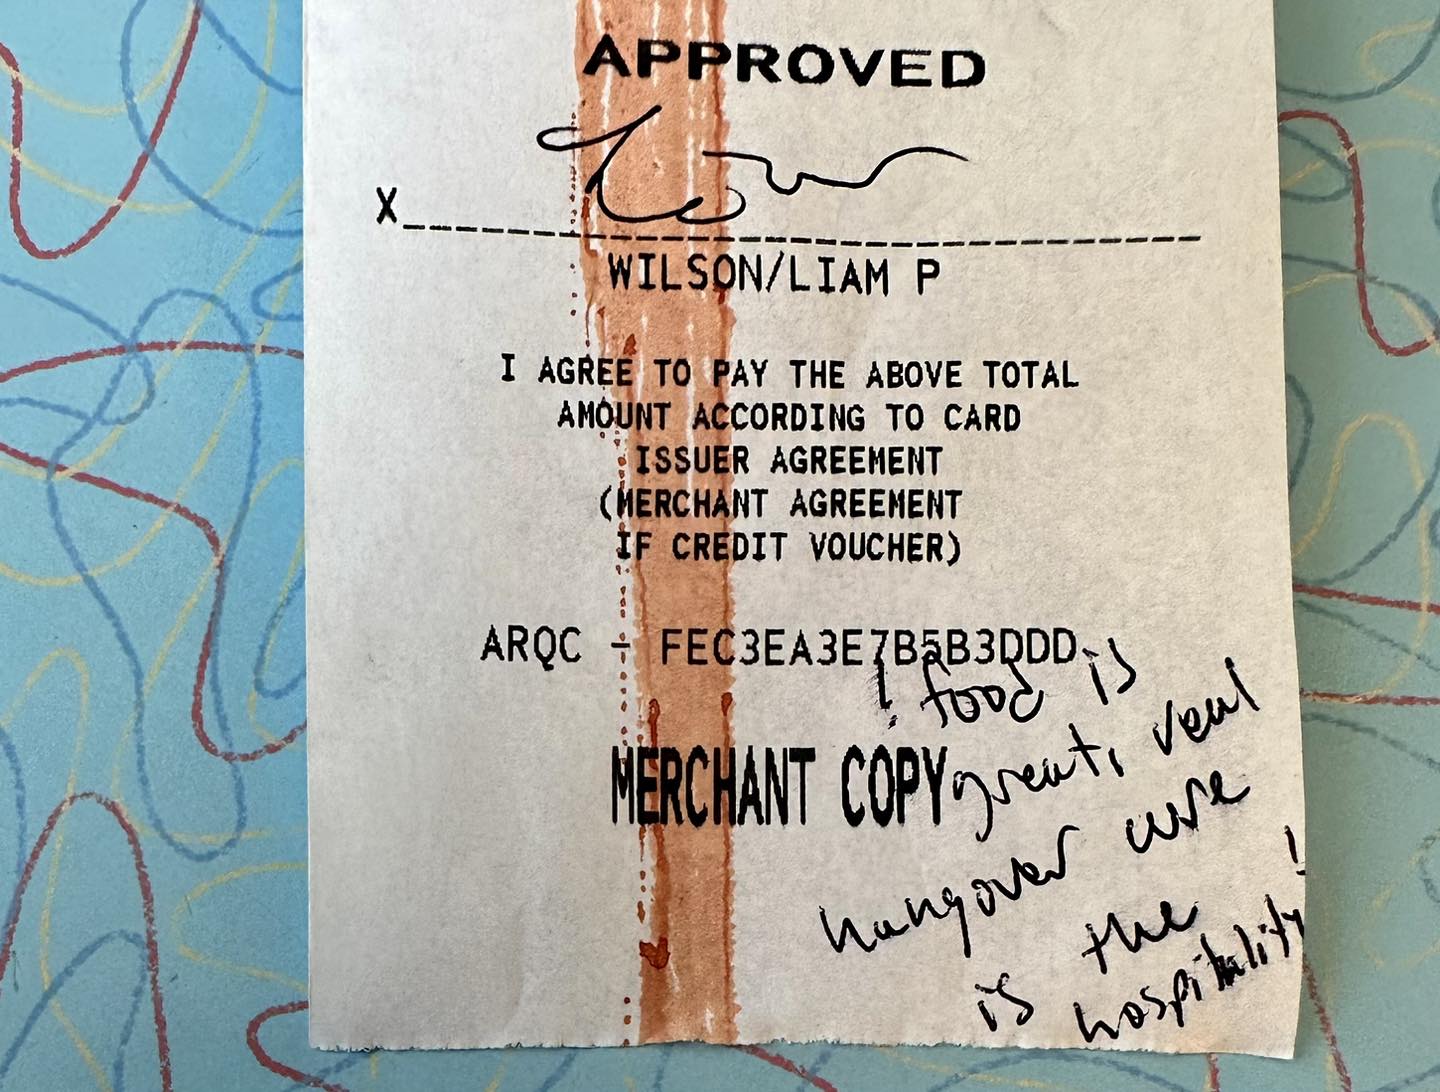 APPROVED
X
WILSON/LIAM P
I AGREE TO PAY THE ABOVE TOTAL
AMOUNT ACCORDING TO CARD
ISSUER AGREEMENT
(MERCHANT AGREEMENT
IF CREDIT VOUCHER)
ARQC - FEC3EA3E7B5B3DDD
MERCHANT COPY
! food is
great, real
hangover cure
is the
hospitality!